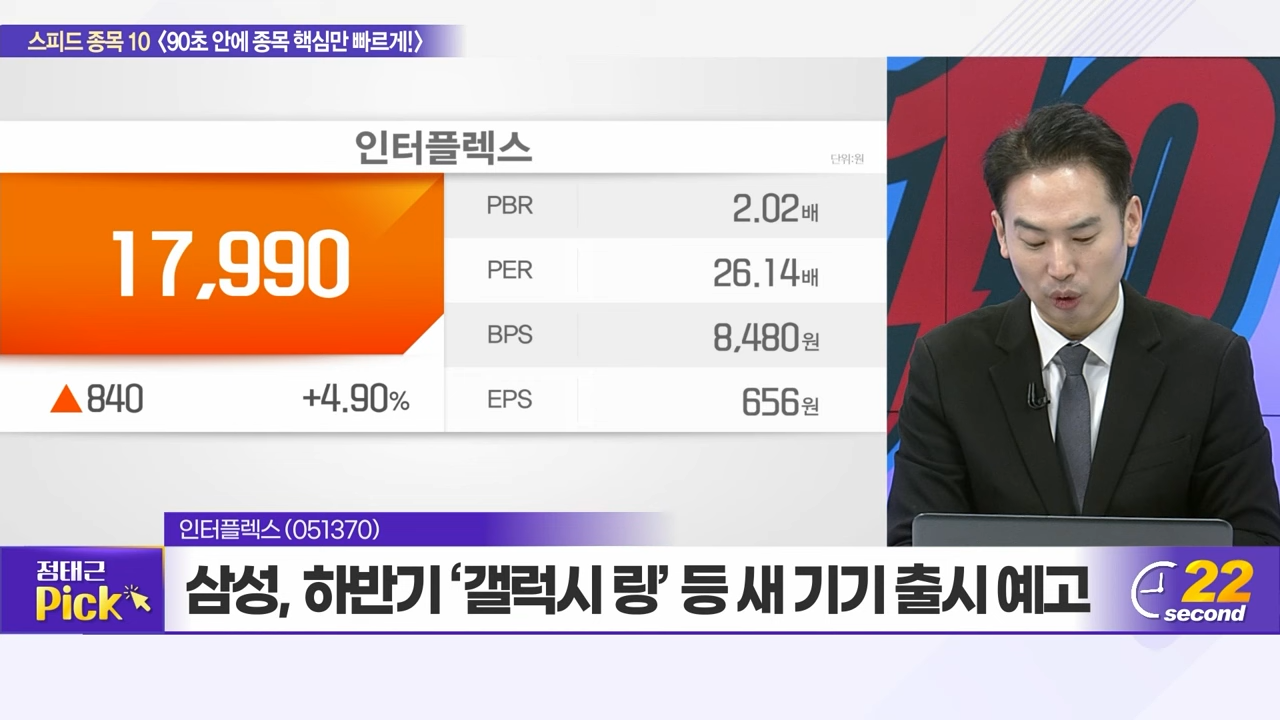 스피드 종목 10 〈90초 안에 종목 핵심만 빠르게!〉
인터플렉스
단위:원
17,990
▲840 +4.90%
PBR 2.02배
PER 26.14배
BPS 8,480원
EPS 656원
10
인터플렉스(051370)
정태근
Pick
삼성, 하반기 ‘갤럭시 링’ 등 새 기기 출시 예고
22
second